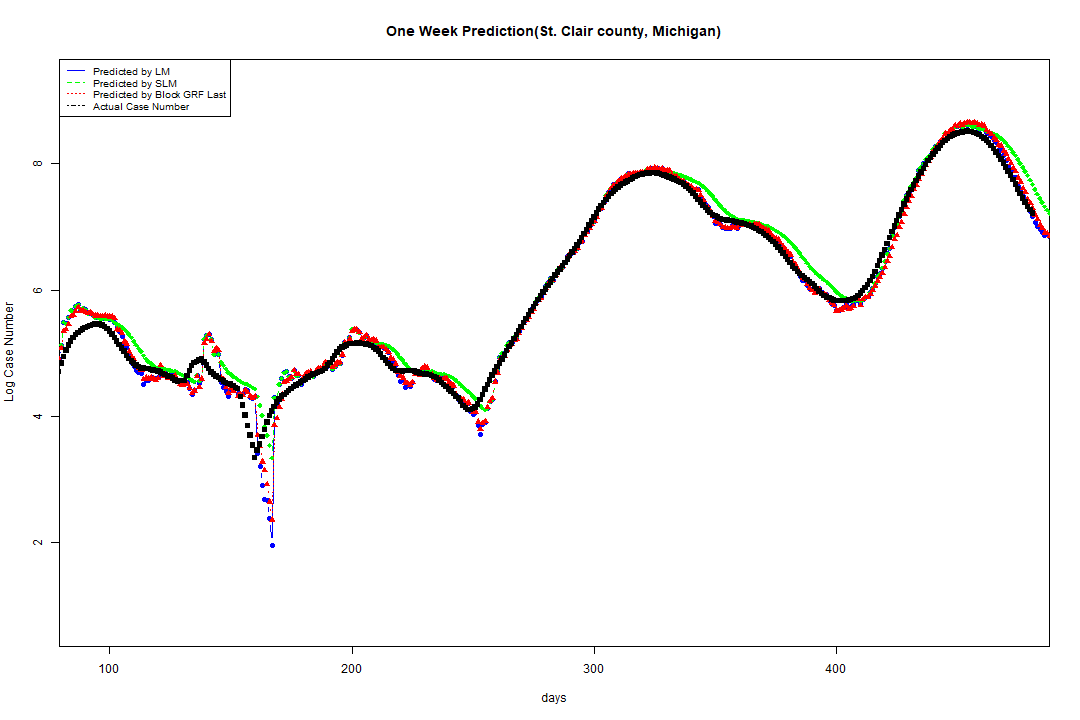 One Week Prediction(St. Clair county, Michigan)
Predicted by LM
Predicted by SLM
Predicted by Block GRF Last
Actual Case Number
8
6
4
2
Log Case Number
100 200 300 400
days